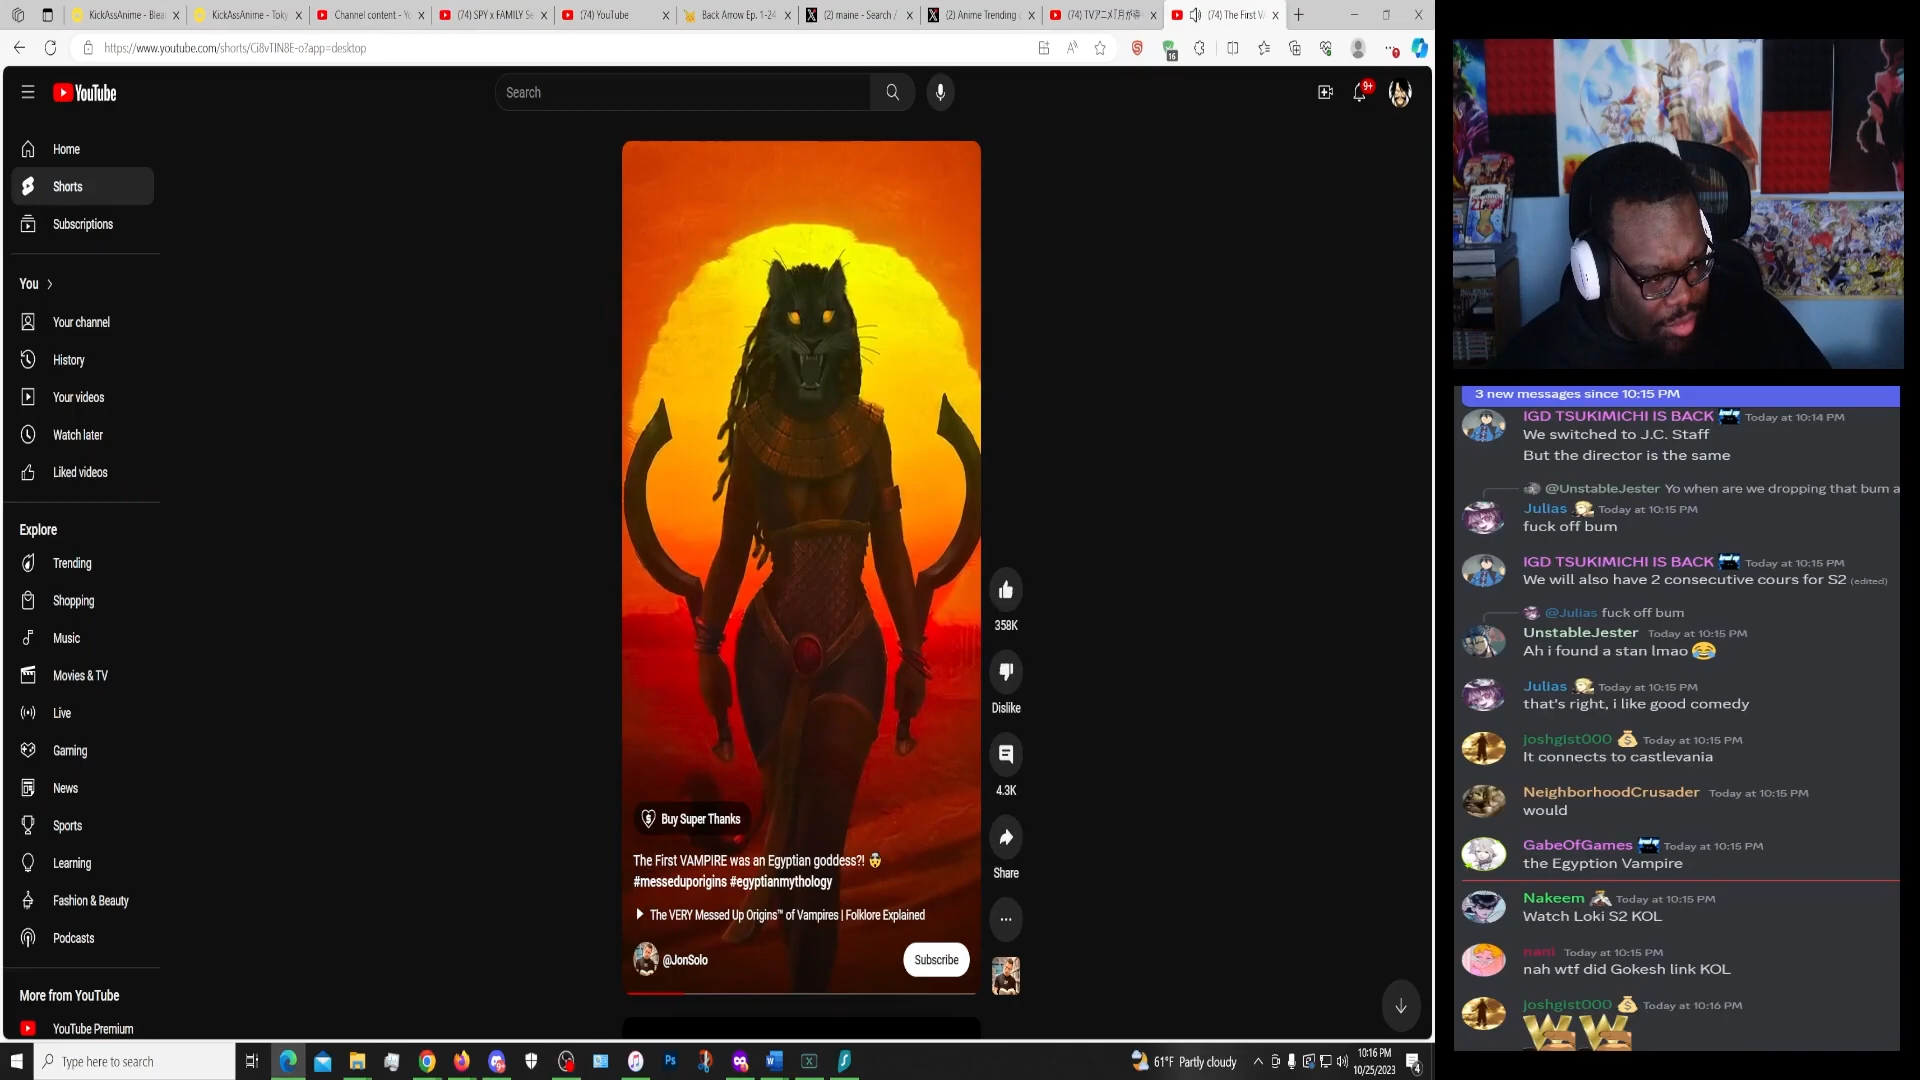 KickAssAnime - Blea
KickAssAnime - Toky
Channel content - Yo
(74) SPY x FAMILY Se
(74) YouTube
Back Arrow Ep. 1-24
(2) maine - Search /
(2) Anime Trending
(74) The First VA
https://www.youtube.com/shorts/Ci8vTlN8E-o?app=desktop
16
YouTube
Search
9+
Home
Shorts
Subscriptions
You
Your channel
History
Your videos
Watch later
Liked videos
Explore
Trending
Shopping
Music
Movies & TV
Live
Gaming
News
Sports
Learning
Fashion & Beauty
Podcasts
More from YouTube
YouTube Premium
358K
Dislike
4.3K
Share
Buy Super Thanks
The First VAMPIRE was an Egyptian goddess?! 🤯
#messeduporigins #egyptianmythology
The VERY Messed Up Origins™ of Vampires | Folklore Explained
@JonSolo
Subscribe
3 new messages since 10:15 PM
IGD TSUKIMICHI IS BACK Today at 10:14 PM
We switched to J.C. Staff
But the director is the same
@UnstableJester Yo when are we dropping that bum a
Julias Today at 10:15 PM
fuck off bum
IGD TSUKIMICHI IS BACK Today at 10:15 PM
We will also have 2 consecutive cours for S2 (edited)
@Julias fuck off bum
UnstableJester Today at 10:15 PM
Ah i found a stan lmao 😂
Julias Today at 10:15 PM
that's right, i like good comedy
joshgist000 💰 Today at 10:15 PM
It connects to castlevania
NeighborhoodCrusader Today at 10:15 PM
would
GabeOfGames Today at 10:15 PM
the Egyption Vampire
Nakeem Today at 10:15 PM
Watch Loki S2 KOL
nani Today at 10:15 PM
nah wtf did Gokesh link KOL
joshgist000 💰 Today at 10:16 PM
Type here to search
61°F Partly cloudy
10:16 PM
10/25/2023
4